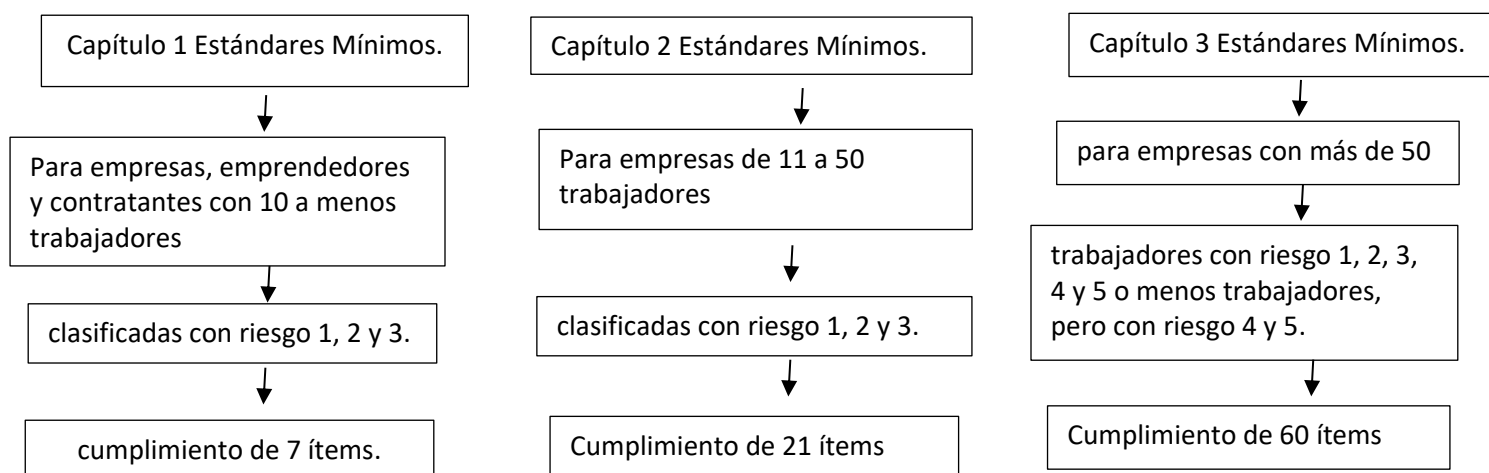 Capítulo 1 Estándares Mínimos.
Para empresas, emprendedores
y contratantes con 10 a menos
trabajadores
clasificadas con riesgo 1, 2 y 3.
cumplimiento de 7 ítems.
Capítulo 2 Estándares Mínimos.
Para empresas de 11 a 50
trabajadores
clasificadas con riesgo 1, 2 y 3.
Cumplimiento de 21 ítems
Capítulo 3 Estándares Mínimos.
para empresas con más de 50
trabajadores con riesgo 1, 2, 3,
4 y 5 o menos trabajadores,
pero con riesgo 4 y 5.
Cumplimiento de 60 ítems